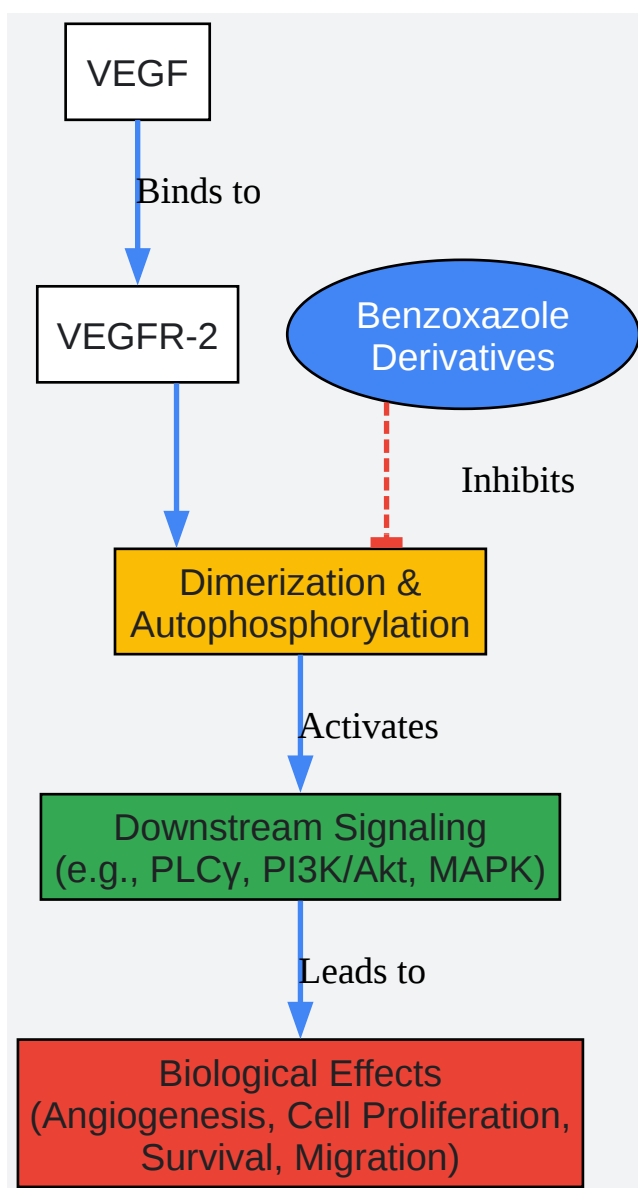 VEGF
Binds to
VEGFR-2
Benzoxazole
Derivatives
Inhibits
Dimerization &
Autophosphorylation
Activates
Downstream Signaling
(e.g., PLCγ, PI3K/Akt, MAPK)
Leads to
Biological Effects
(Angiogenesis, Cell Proliferation,
Survival, Migration)